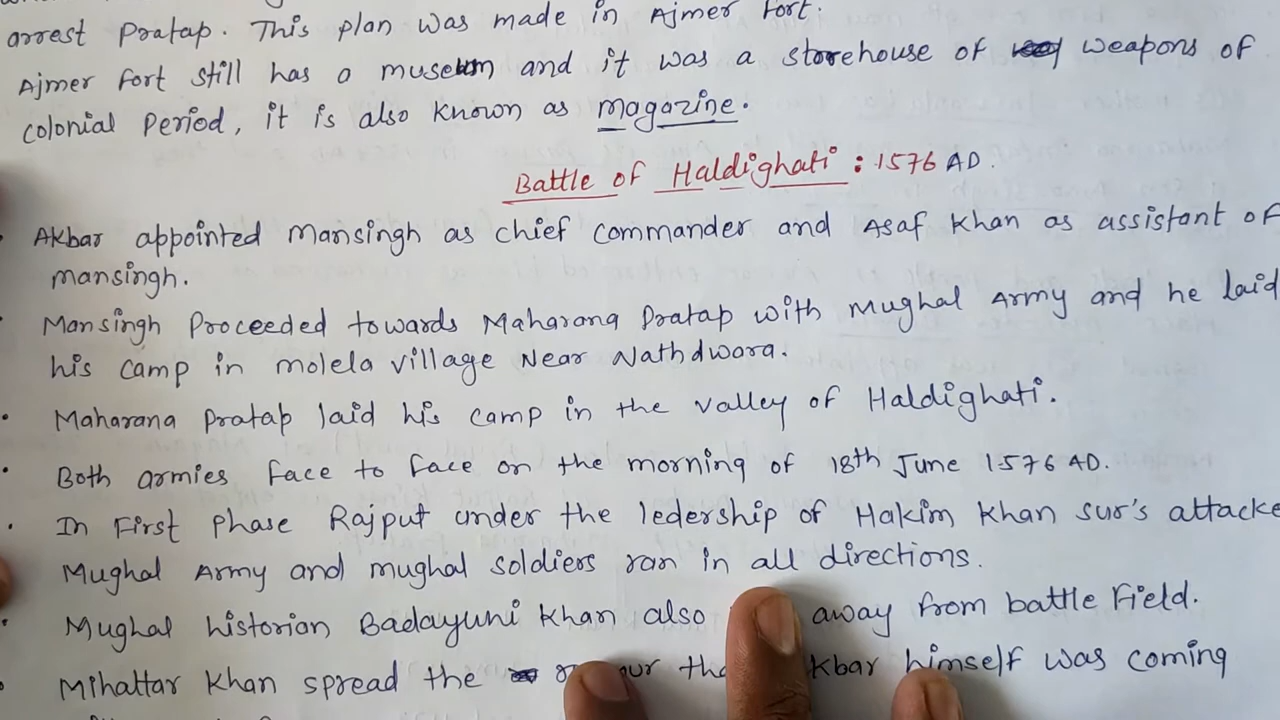 arrest Pratap. This plan was made in Ajmer Fort.
Ajmer Fort still has a museum and it was a storehouse of weapons of
colonial Period, it is also known as magazine.
Battle of Haldighati : 1576 AD.
Akbar appointed Mansingh as chief commander and Asaf Khan as assistant of
mansingh.
Mansingh Proceeded towards Maharana Pratap with Mughal Army and he laid
his camp in molela village Near Nathdwara.
• Maharana Pratap laid his camp in the valley of Haldighati.
• Both armies face to face on the morning of 18th June 1576 AD.
• In First phase Rajput under the ledership of Hakim Khan sur's attacke
Mughal Army and mughal soldiers ran in all directions.
• Mughal historian Badayuni Khan also away from battle Field.
• Mihattar Khan spread the himself was coming